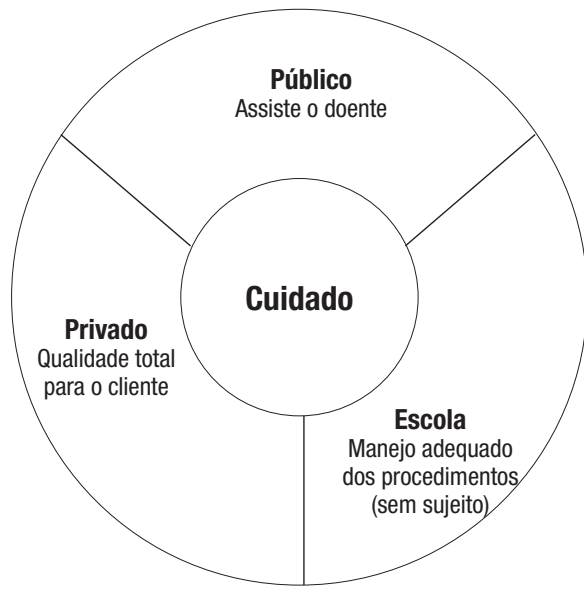 Público
Assiste o doente
Cuidado
Privado
Qualidade total
para o cliente
Escola
Manejo adequado
dos procedimentos
(sem sujeito)